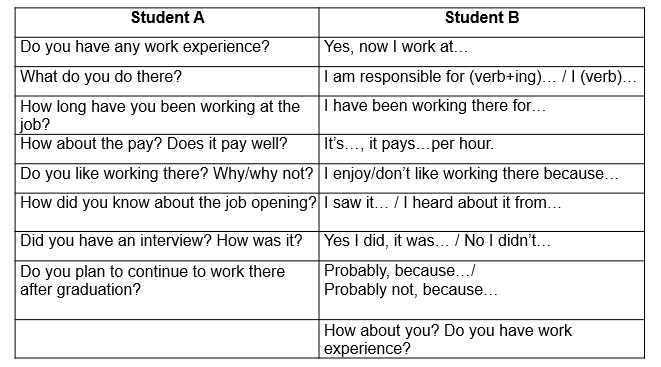 Student A
Student B
Do you have any work experience?
Yes, now I work at…
What do you do there?
I am responsible for (verb+ing)… / I (verb)…
How long have you been working at the
job?
I have been working there for…
How about the pay? Does it pay well?
It’s…, it pays…per hour.
Do you like working there? Why/why not?
I enjoy/don’t like working there because…
How did you know about the job opening?
I saw it… / I heard about it from…
Did you have an interview? How was it?
Yes I did, it was… / No I didn’t…
Do you plan to continue to work there
after graduation?
Probably, because…/
Probably not, because…
How about you? Do you have work
experience?